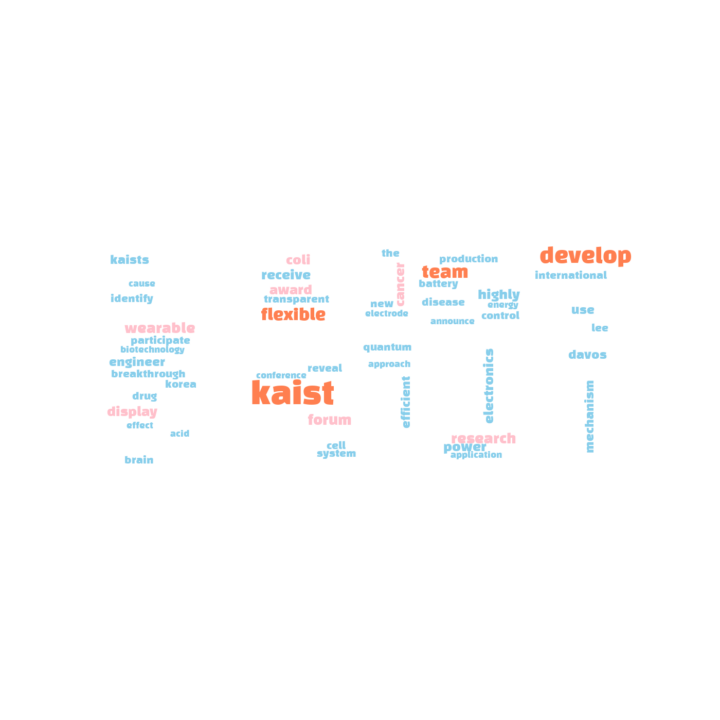 kaists
cause
identify
wearable
participate
biotechnology
engineer
breakthrough
korea
drug
display
effect
acid
brain
coli
receive
award
transparent
flexible
reveal
conference
kaist
forum
cell
system
the
cancer
new
electrode
quantum
approach
efficient
production
team
battery
highly
disease
energy
control
announce
electronics
research
power
application
develop
international
use
lee
davos
mechanism